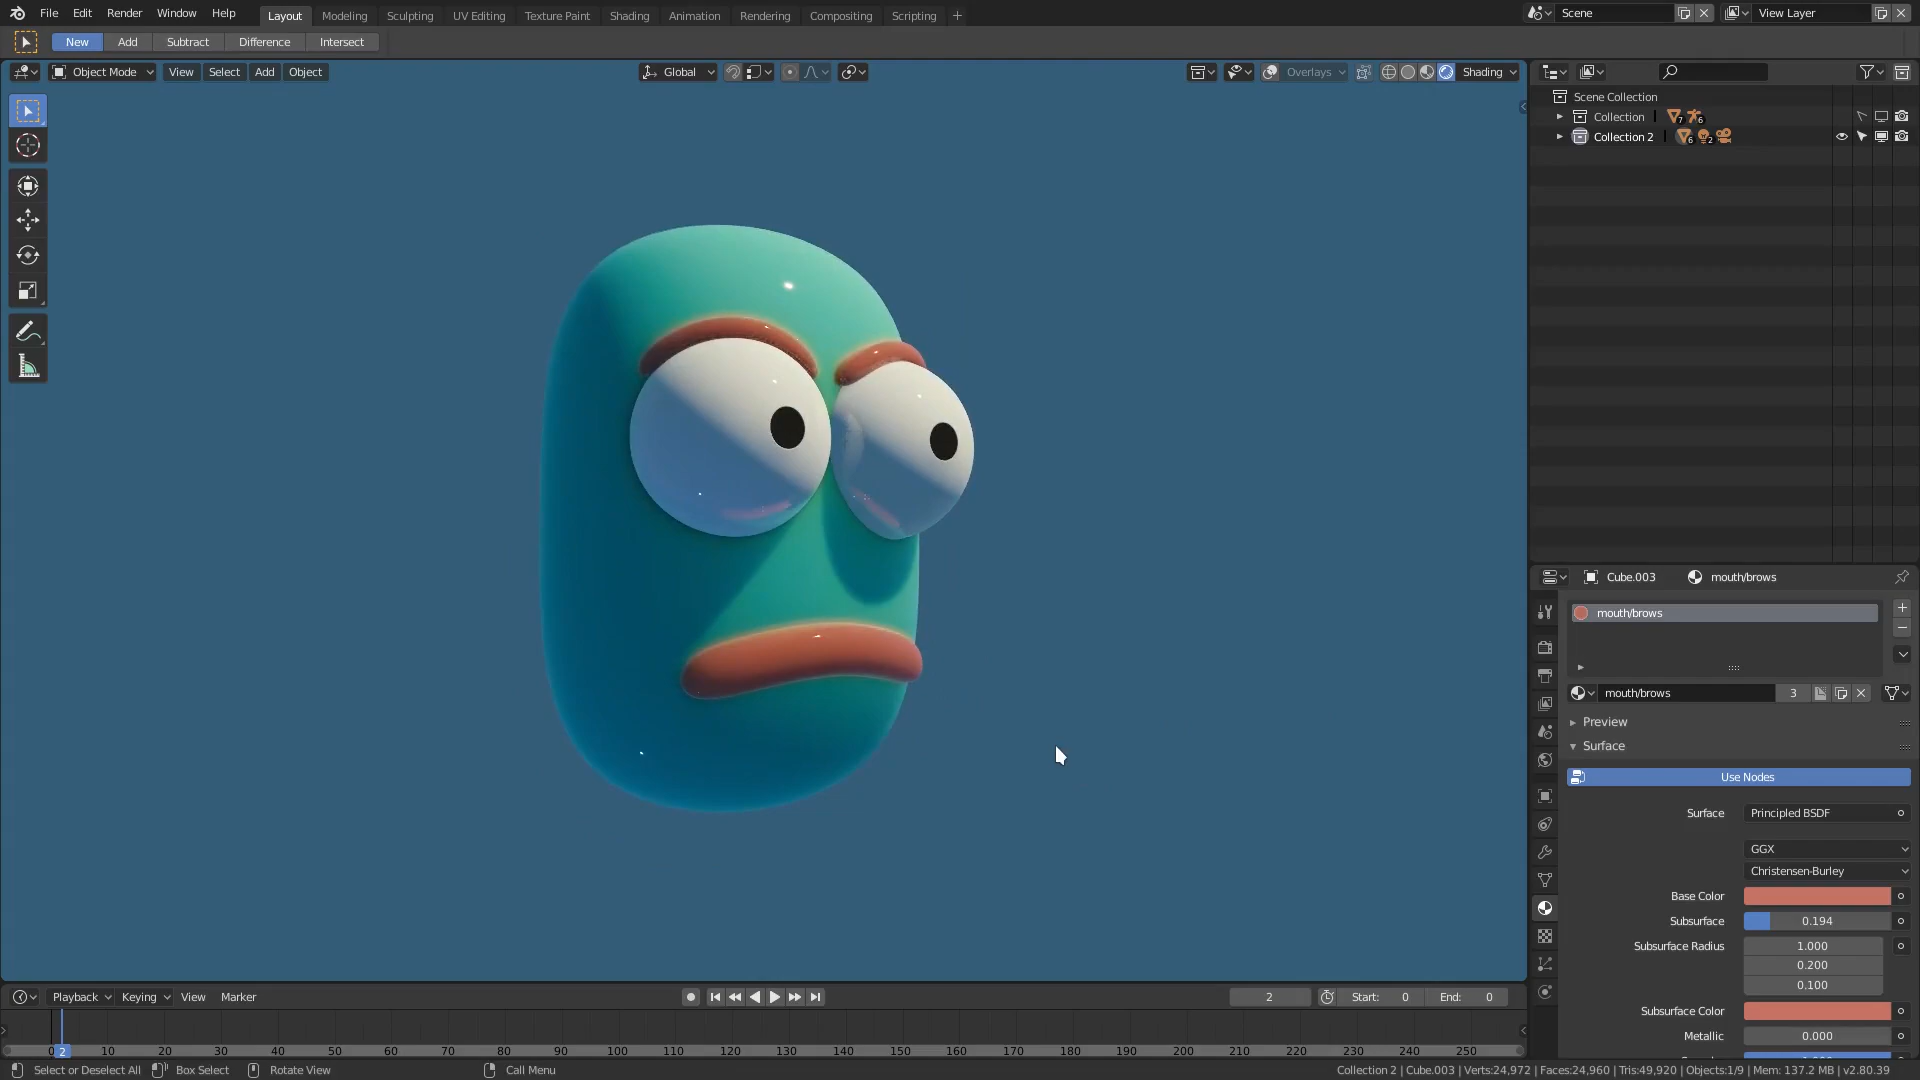 File Edit Render Window Help Layout Modeling Sculpting UV Editing Texture Paint Shading Animation Rendering Compositing Scripting + Scene View Layer
New Add Subtract Difference Intersect
Object Mode View Select Add Object Global Overlays Shading
Scene Collection
Collection 7 6
Collection 2 6 2
Cube.003 mouth/brows
mouth/brows
mouth/brows 3
Preview
Surface
Use Nodes
Surface Principled BSDF
GGX
Christensen-Burley
Base Color
Subsurface 0.194
Subsurface Radius 1.000
0.200
0.100
Subsurface Color
Metallic 0.000
Playback Keying View Marker 2 Start: 0 End: 0
0 2 10 20 30 40 50 60 70 80 90 100 110 120 130 140 150 160 170 180 190 200 210 220 230 240 250
Select or Deselect All Box Select Rotate View Call Menu Collection 2 | Cube.003 | Verts:24,972 | Faces:24,960 | Tris:49,920 | Objects:1/9 | Mem: 137.2 MB | v2.80.39